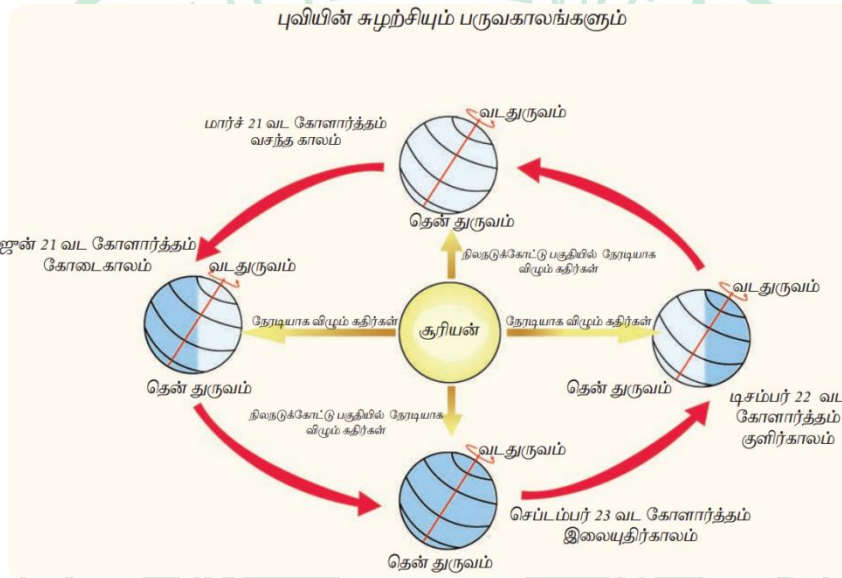 புவியின் சுழற்சியும் பருவகாலங்களும்
வடதுருவம்
மார்ச் 21 வட கோளார்த்தம்
வசந்த காலம்
தென் துருவம்
ஜுன் 21 வட கோளார்த்தம்
கோடைகாலம்
வடதுருவம்
நிலநடுக்கோட்டு பகுதியில் நேரடியாக
விழும் கதிர்கள்
வடதுருவம்
நேரடியாக விழும் கதிர்கள்
சூரியன்
நேரடியாக விழும் கதிர்கள்
தென் துருவம்
தென் துருவம்
டிசம்பர் 22 வட
கோளார்த்தம்
குளிர்காலம்
நிலநடுக்கோட்டு பகுதியில் நேரடியாக
விழும் கதிர்கள்
வடதுருவம்
செப்டம்பர் 23 வட கோளார்த்தம்
இலையுதிர்காலம்
தென் துருவம்